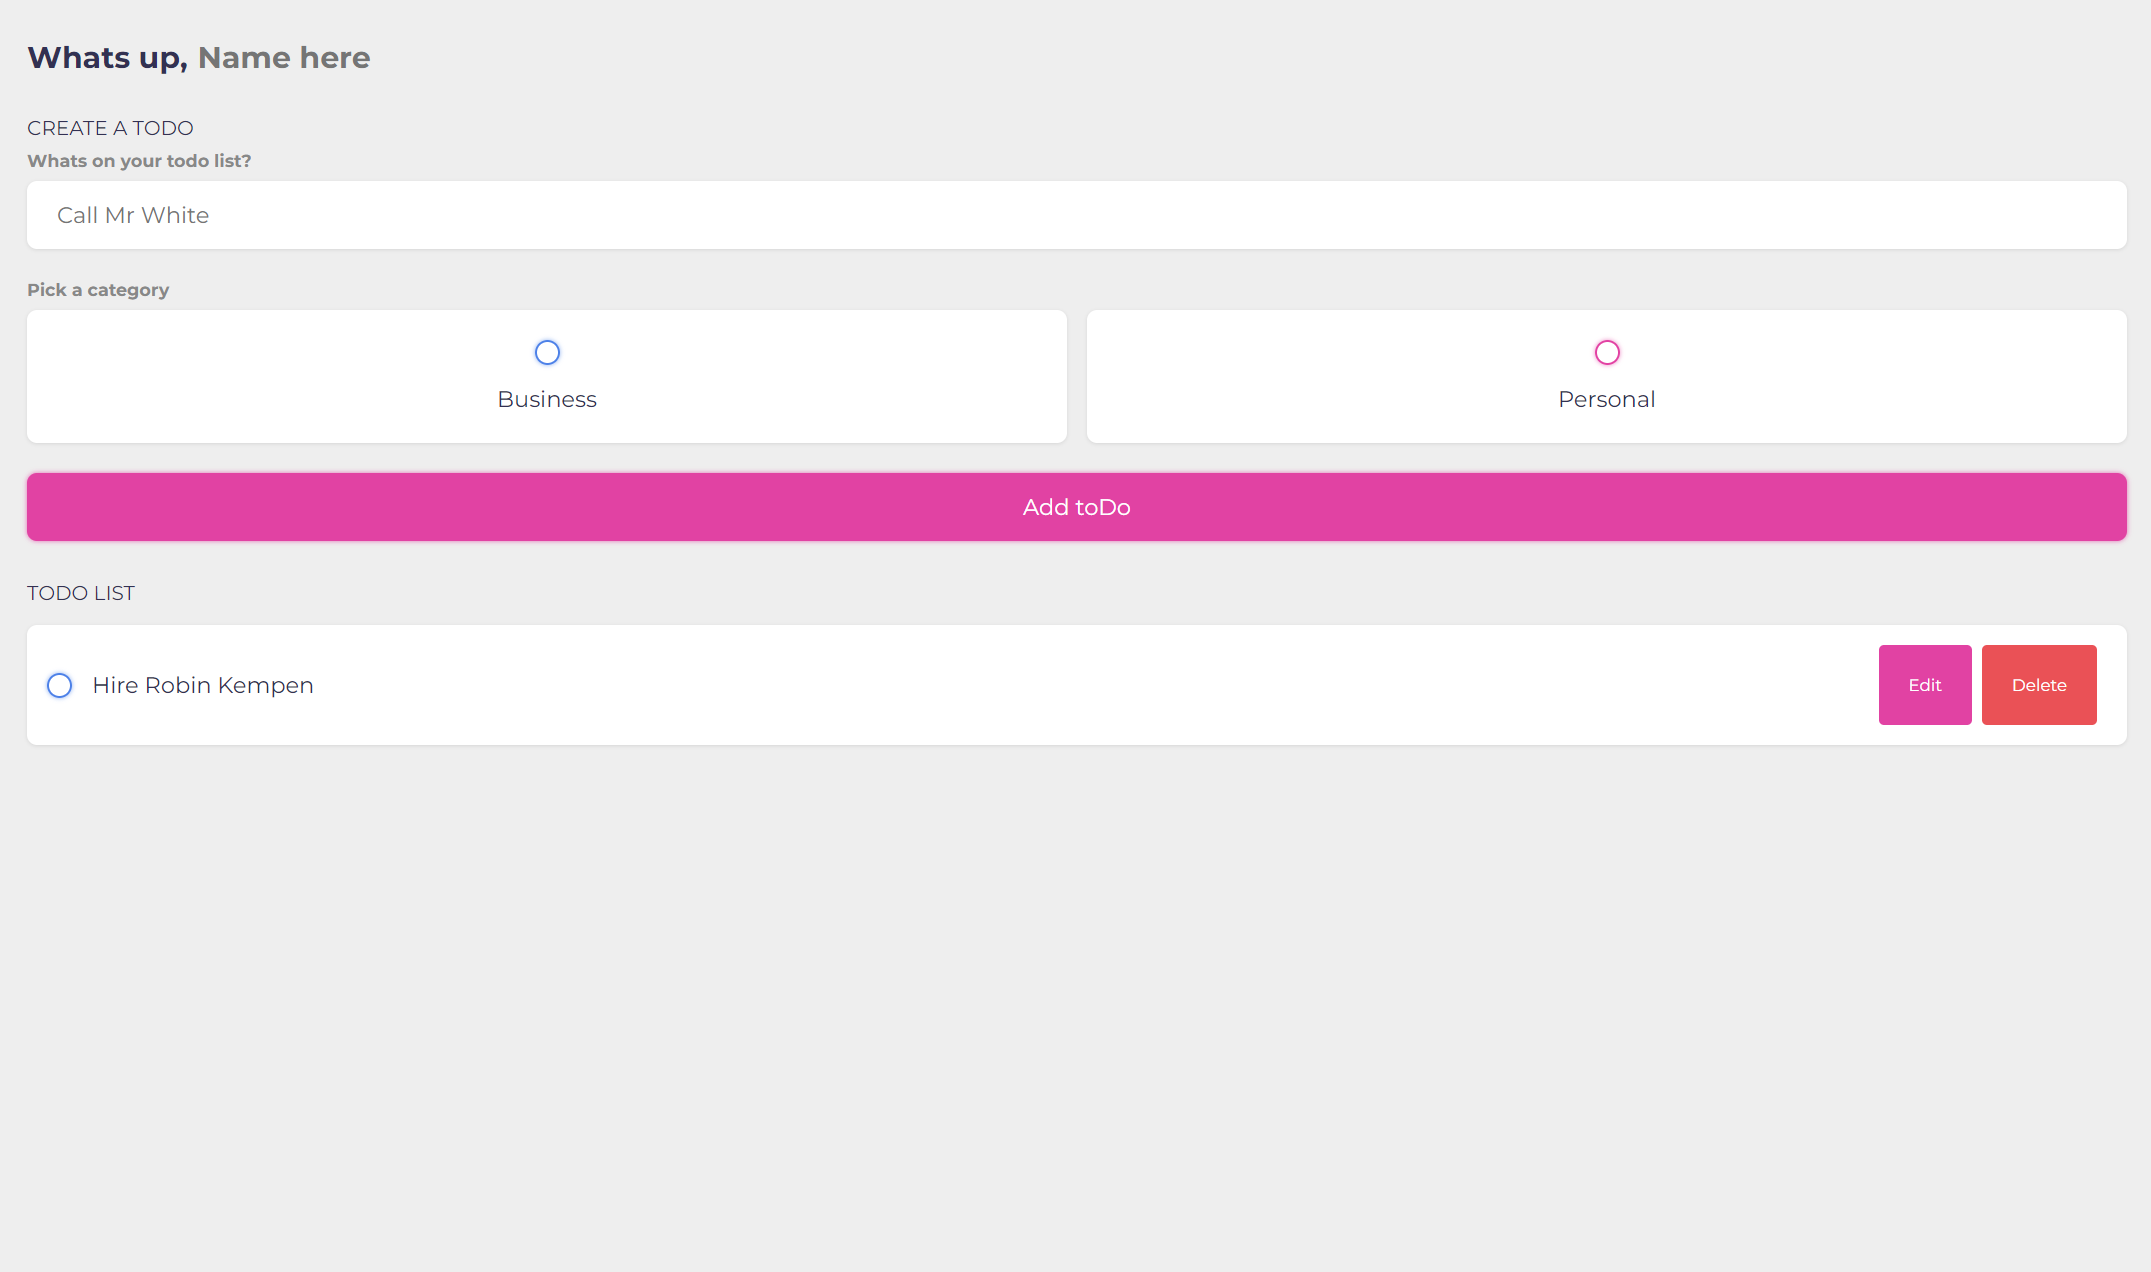 Whats up, Name here
CREATE A TODO
Whats on your todo list?
Call Mr White
Pick a category
Business
Personal
Add toDo
TODO LIST
Hire Robin Kempen
Edit
Delete